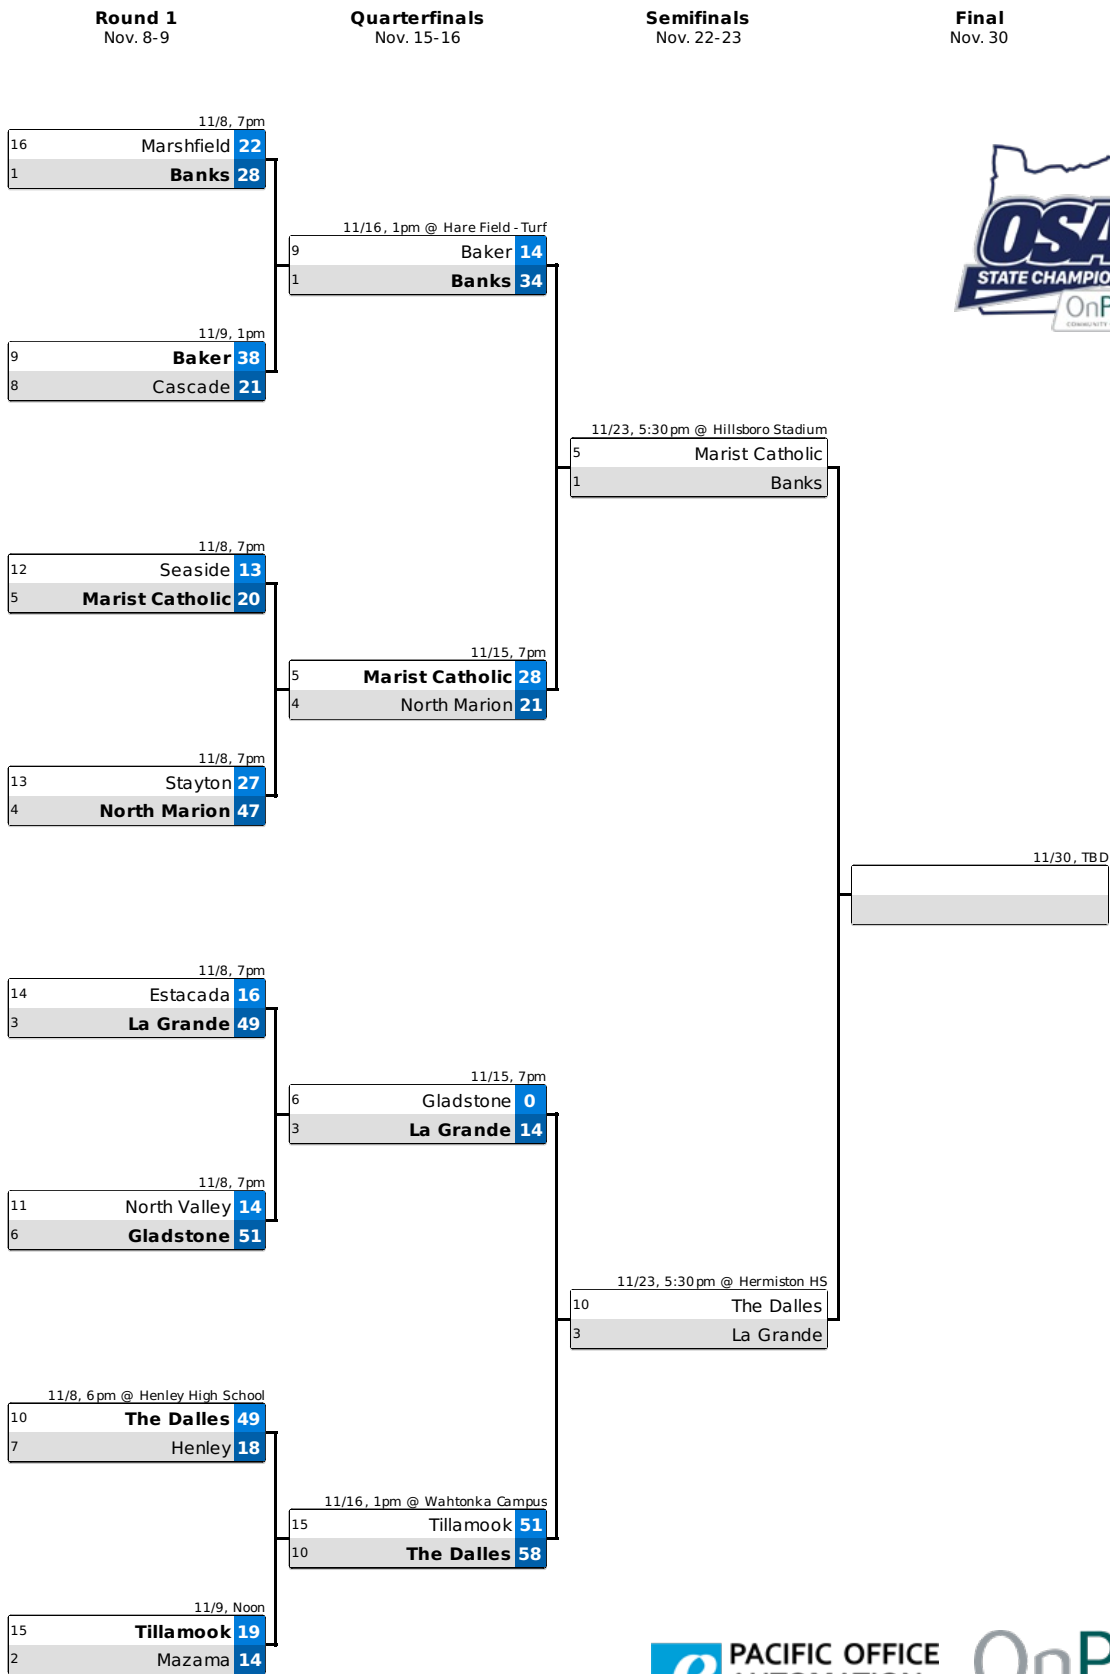 Round 1
Nov. 8-9
Quarterfinals
Nov. 15-16
Semifinals
Nov. 22-23
Final
Nov. 30
11/8, 7pm
16 Marshfield 22
1 Banks 28
11/9, 1pm
9 Baker 38
8 Cascade 21
11/8, 7pm
12 Seaside 13
5 Marist Catholic 20
11/8, 7pm
13 Stayton 27
4 North Marion 47
11/8, 7pm
14 Estacada 16
3 La Grande 49
11/8, 7pm
11 North Valley 14
6 Gladstone 51
11/8, 6pm @ Henley High School
10 The Dalles 49
7 Henley 18
11/9, Noon
15 Tillamook 19
2 Mazama 14
11/16, 1pm @ Hare Field - Turf
9 Baker 14
1 Banks 34
11/15, 7pm
5 Marist Catholic 28
4 North Marion 21
11/15, 7pm
6 Gladstone 0
3 La Grande 14
11/16, 1pm @ Wahtonka Campus
15 Tillamook 51
10 The Dalles 58
11/23, 5:30pm @ Hillsboro Stadium
5 Marist Catholic
1 Banks
11/23, 5:30pm @ Hermiston HS
10 The Dalles
3 La Grande
11/30, TBD
STATE
PACIFIC OFFICE